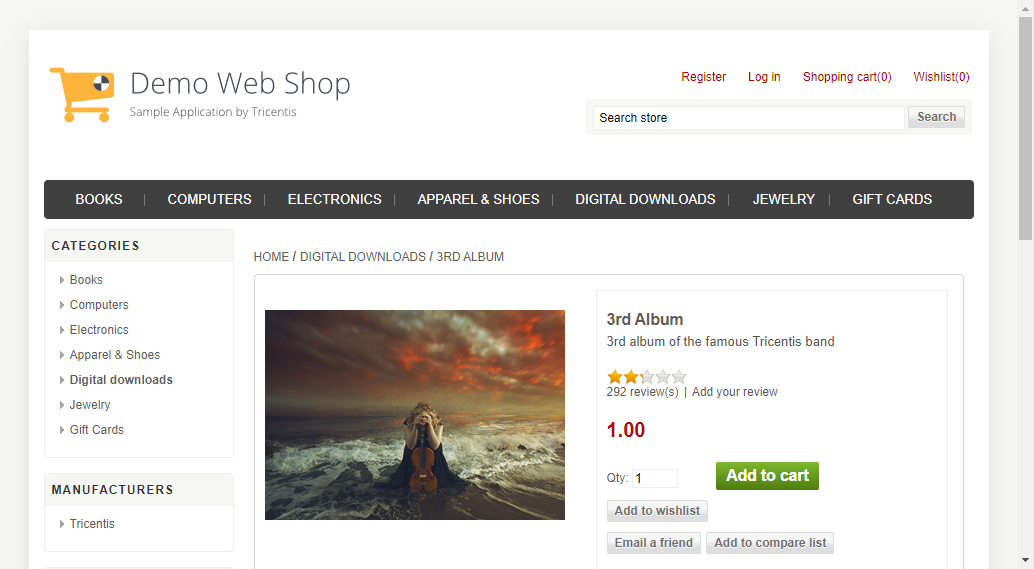 Demo Web Shop
Sample Application by Tricentis
Register Log in Shopping cart(0) Wishlist(0)
Search store Search
BOOKS COMPUTERS ELECTRONICS APPAREL & SHOES DIGITAL DOWNLOADS JEWELRY GIFT CARDS
CATEGORIES
Books
Computers
Electronics
Apparel & Shoes
Digital downloads
Jewelry
Gift Cards
MANUFACTURERS
Tricentis
HOME / DIGITAL DOWNLOADS / 3RD ALBUM
3rd Album
3rd album of the famous Tricentis band
292 review(s) | Add your review
1.00
Qty: 1 Add to cart
Add to wishlist
Email a friend Add to compare list